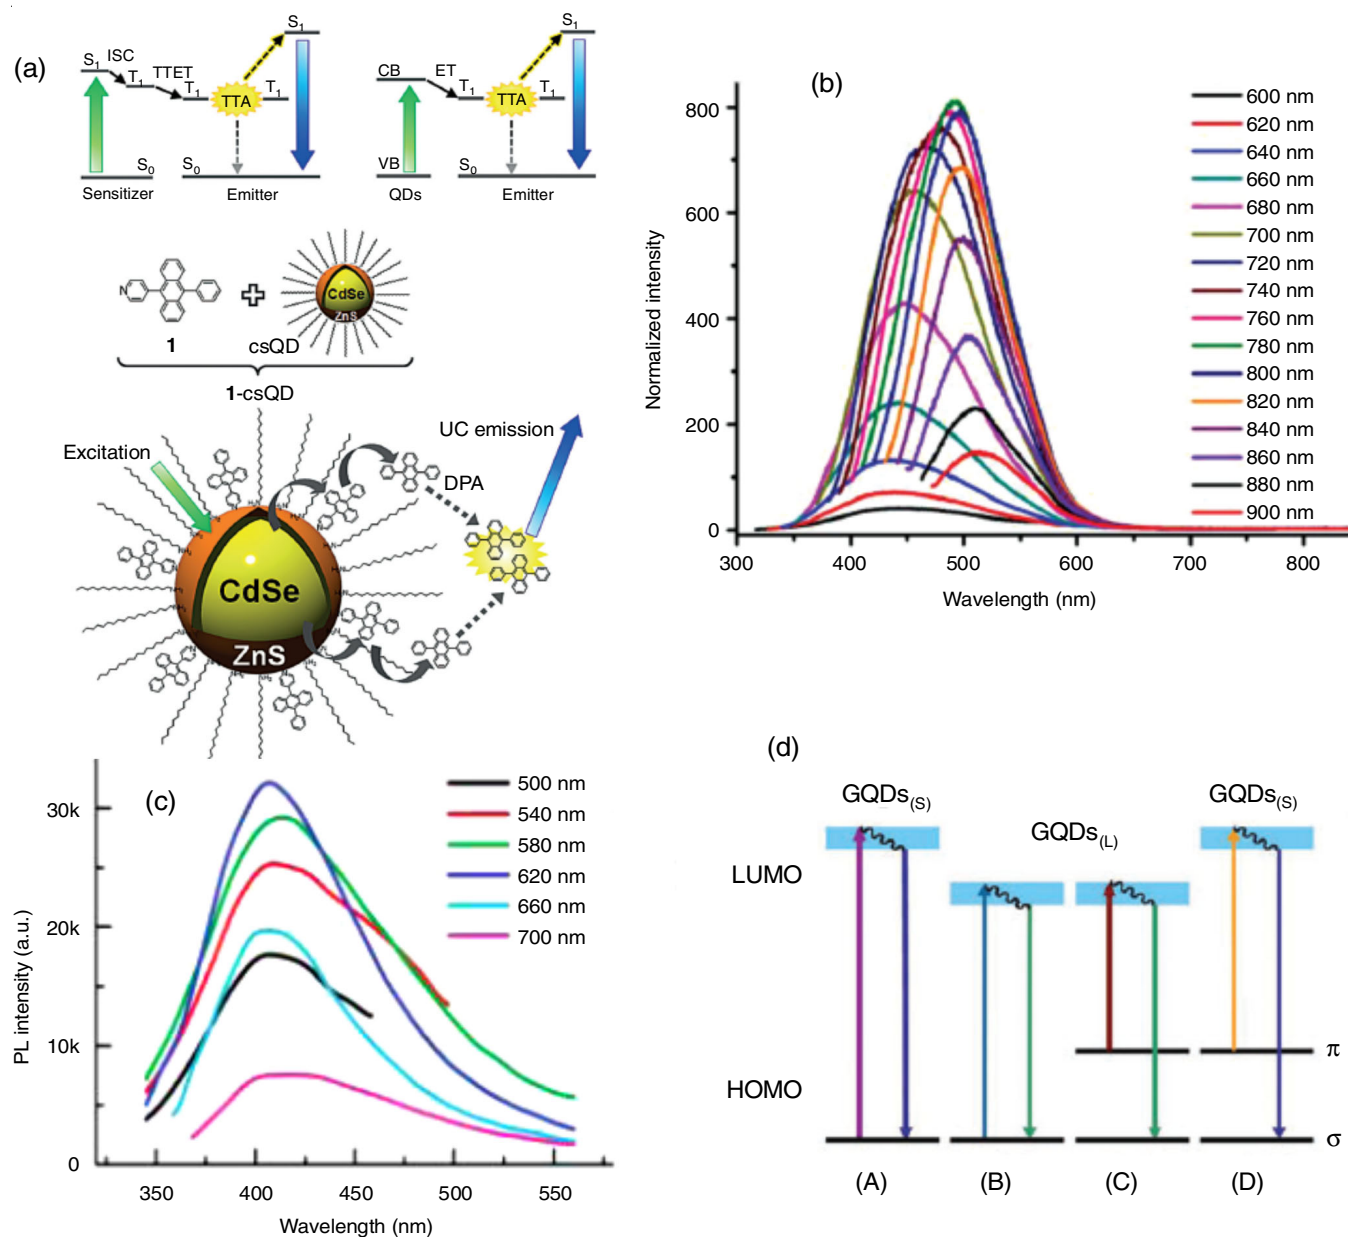 (a)
S1 ISC
T1 TTET
T1 TTA T1
S1
S0 S0
Sensitizer Emitter
CB ET
T1 TTA T1
S1
VB S0
QDs Emitter
N
CdSe
ZnS
1 csQD
1-csQD
Excitation
UC emission
DPA
CdSe
ZnS
(b)
Normalized intensity
800
600
400
200
0
300 400 500 600 700 800
Wavelength (nm)
600 nm
620 nm
640 nm
660 nm
680 nm
700 nm
720 nm
740 nm
760 nm
780 nm
800 nm
820 nm
840 nm
860 nm
880 nm
900 nm
(c)
PL intensity (a.u.)
30k
20k
10k
0
350 400 450 500 550
Wavelength (nm)
500 nm
540 nm
580 nm
620 nm
660 nm
700 nm
(d)
GQDs(S) GQDs(L) GQDs(S)
LUMO
HOMO
π
σ
(A) (B) (C) (D)